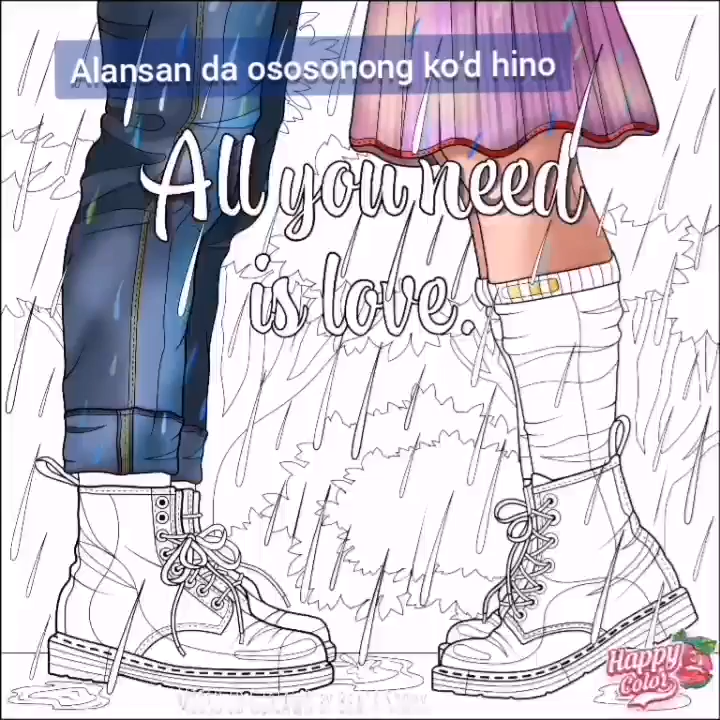 Alansan da ososonong ko'd hino
All you need
is love.
Happy
Color